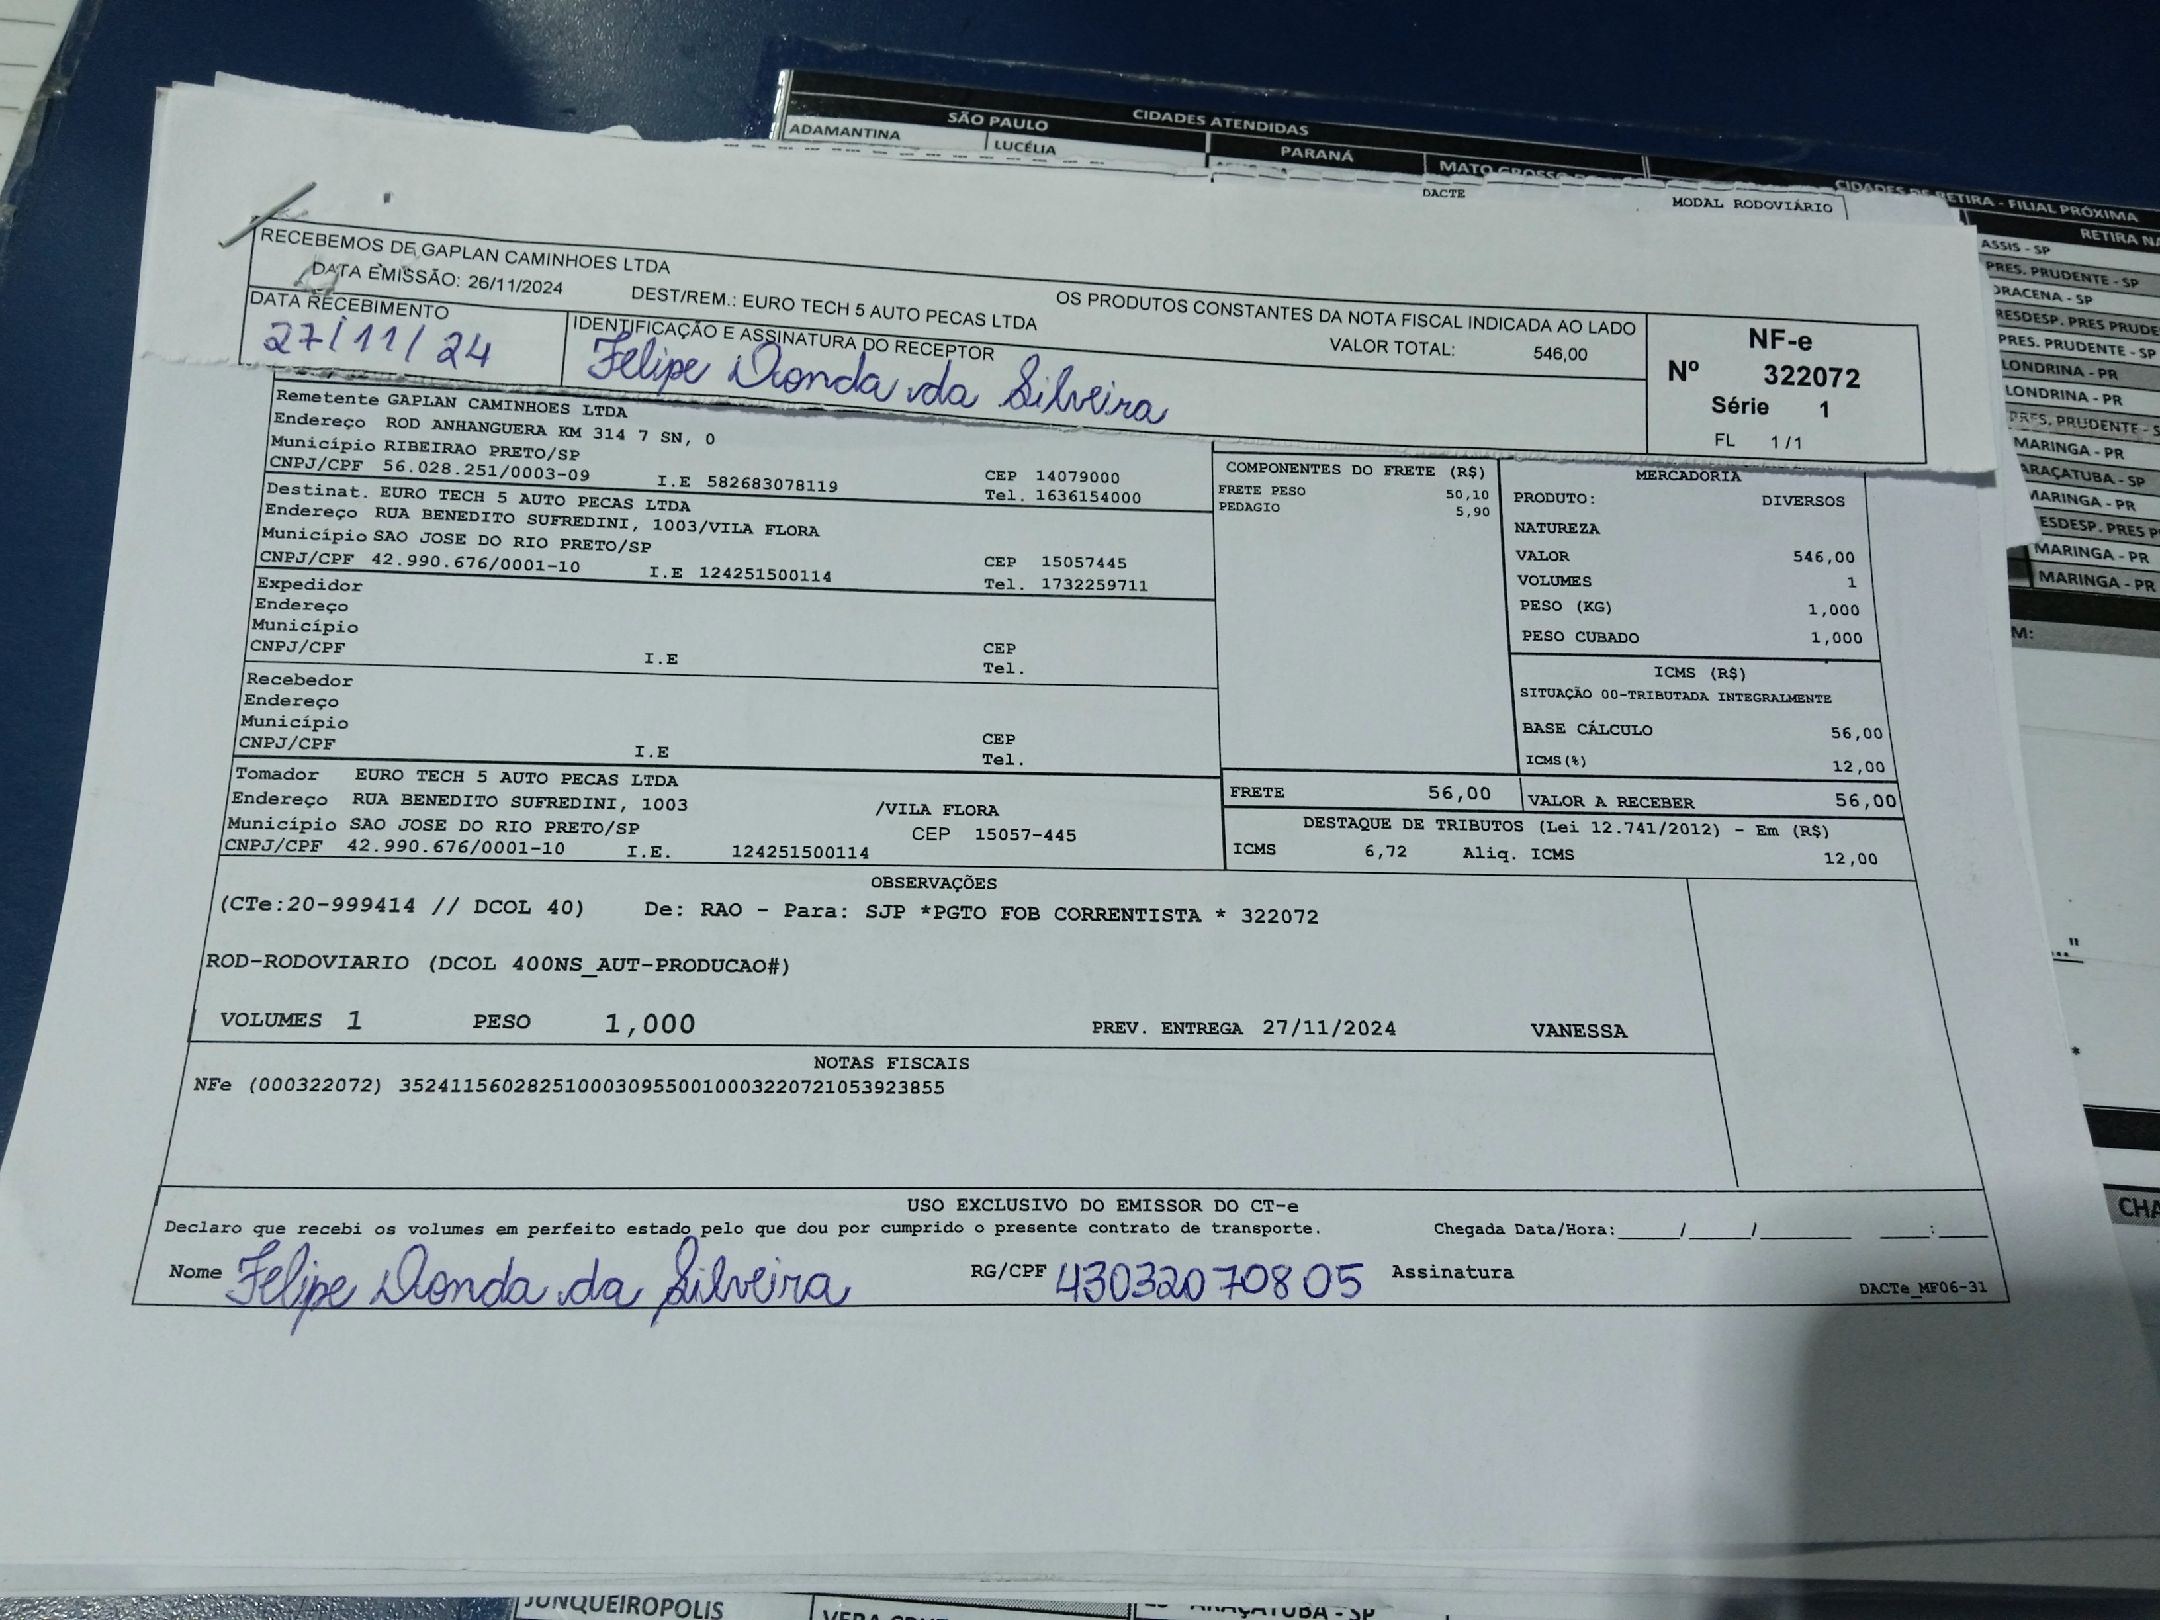 SÃO PAULO
CIDADES ATENDIDAS
ADAMANTINA
LUCÉLIA
PARANÁ
DACTE
MODAL RODOVIÁRIO
CIDADES DE RETIRA - FILIAL PRÓXIMA
ASSIS - SP
PRES. PRUDENTE - SP
PRES. PRUDENTE - SP
LONDRINA - PR
LONDRINA - PR
MARINGA - PR
ARAÇATUBA - SP
MARINGA - PR
MARINGA - PR
MARINGA - PR
RECEBEMOS DE GAPLAN CAMINHOES LTDA
OS PRODUTOS CONSTANTES DA NOTA FISCAL INDICADA AO LADO
DATA EMISSÃO: 26/11/2024
DEST/REM.: EURO TECH 5 AUTO PECAS LTDA
VALOR TOTAL: 546,00
DATA RECEBIMENTO
27/11/24
IDENTIFICAÇÃO E ASSINATURA DO RECEPTOR
Felipe Donda da Silveira
NF-e
Nº 322072
Série 1
FL 1/1
Remetente GAPLAN CAMINHOES LTDA
Endereço ROD ANHANGUERA KM 314 7 SN, 0
Município RIBEIRAO PRETO/SP
CEP 14079000
CNPJ/CPF 56.028.251/0003-09 I.E 582683078119 Tel. 1636154000
Destinat. EURO TECH 5 AUTO PECAS LTDA
Endereço RUA BENEDITO SUFREDINI, 1003/VILA FLORA
Município SAO JOSE DO RIO PRETO/SP CEP 15057445
CNPJ/CPF 42.990.676/0001-10 I.E 124251500114 Tel. 1732259711
Expedidor
Endereço
Município CEP
CNPJ/CPF I.E Tel.
Recebedor
Endereço
Município CEP
CNPJ/CPF I.E Tel.
Tomador EURO TECH 5 AUTO PECAS LTDA
Endereço RUA BENEDITO SUFREDINI, 1003 /VILA FLORA
Município SAO JOSE DO RIO PRETO/SP CEP 15057-445
CNPJ/CPF 42.990.676/0001-10 I.E. 124251500114
COMPONENTES DO FRETE (R$)
FRETE PESO 50,10
PEDAGIO 5,90
MERCADORIA
PRODUTO: DIVERSOS
NATUREZA
VALOR 546,00
VOLUMES 1
PESO (KG) 1,000
PESO CUBADO 1,000
ICMS (R$)
SITUAÇÃO 00-TRIBUTADA INTEGRALMENTE
BASE CÁLCULO 56,00
ICMS(%) 12,00
FRETE 56,00 VALOR A RECEBER 56,00
DESTAQUE DE TRIBUTOS (Lei 12.741/2012) - Em (R$)
ICMS 6,72 Aliq. ICMS 12,00
OBSERVAÇÕES
(CTe:20-999414 // DCOL 40) De: RAO - Para: SJP *PGTO FOB CORRENTISTA * 322072
ROD-RODOVIARIO (DCOL 400NS_AUT-PRODUCAO#)
VOLUMES 1 PESO 1,000 PREV. ENTREGA 27/11/2024 VANESSA
NOTAS FISCAIS
NFe (000322072) 35241156028251000309550010003220721053923855
USO EXCLUSIVO DO EMISSOR DO CT-e
Declaro que recebi os volumes em perfeito estado pelo que dou por cumprido o presente contrato de transporte. Chegada Data/Hora:_____/_____/_______ ____:____
Nome Felipe Donda da Silveira RG/CPF 43032070805 Assinatura
DACTe_MF06-31
JUNQUEIROPOLIS
ARAÇATUBA - SP